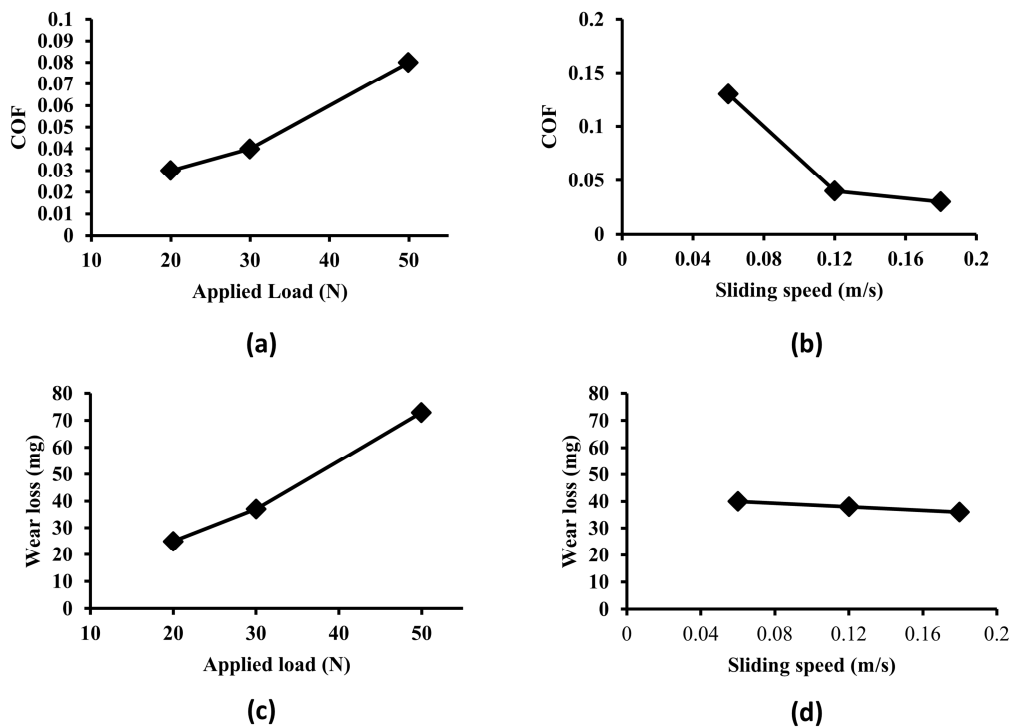 0.1
0.09
0.08
0.07
0.06
0.05
0.04
0.03
0.02
0.01
0
COF
10 20 30 40 50
Applied Load (N)
(a)
0.2
0.15
0.1
0.05
0
COF
0 0.04 0.08 0.12 0.16 0.2
Sliding speed (m/s)
(b)
80
70
60
50
40
30
20
10
0
Wear loss (mg)
10 20 30 40 50
Applied load (N)
(c)
80
70
60
50
40
30
20
10
0
Wear loss (mg)
0 0.04 0.08 0.12 0.16 0.2
Sliding speed (m/s)
(d)